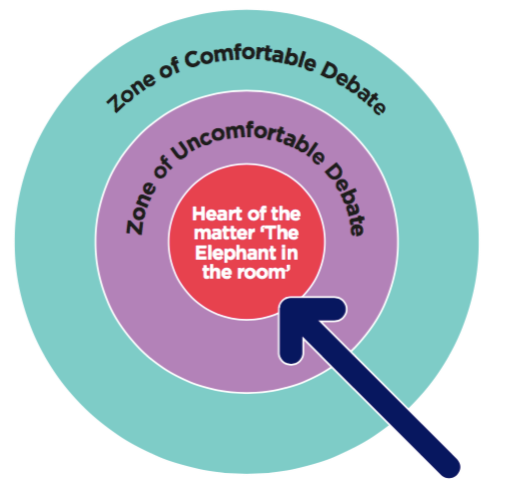 Zone of Comfortable Debate
Zone of Uncomfortable Debate
Heart of the
matter ‘The
Elephant in
the room’